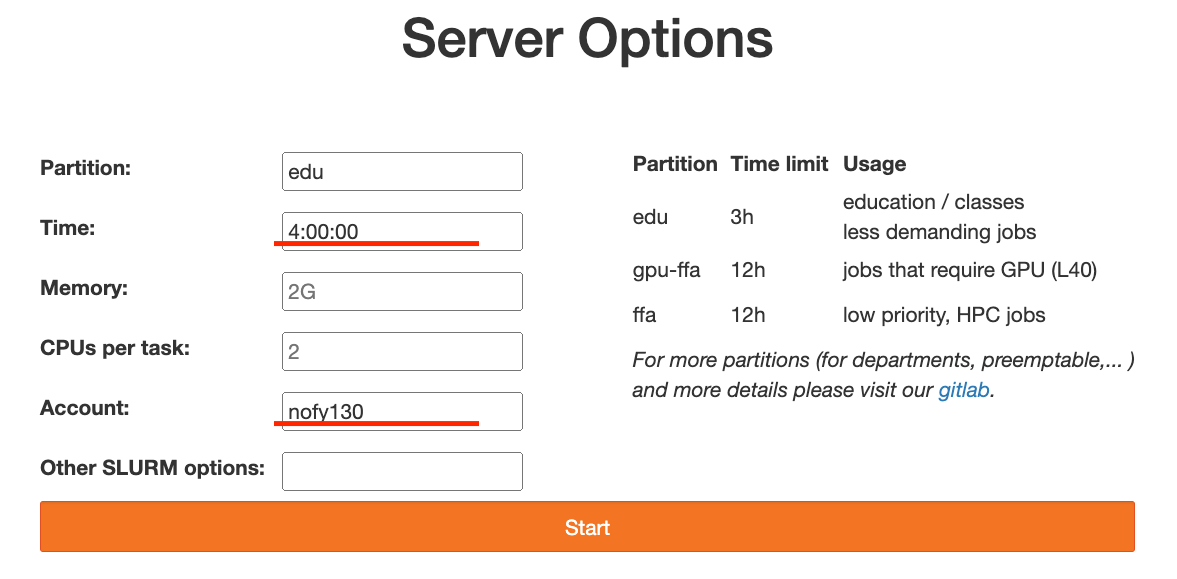 Server Options
Partition: edu
Time: 4:00:00
Memory: 2G
CPUs per task: 2
Account: nofy130
Other SLURM options:
Partition Time limit Usage
edu 3h education / classes
less demanding jobs
gpu-ffa 12h jobs that require GPU (L40)
ffa 12h low priority, HPC jobs
For more partitions (for departments, preemptable,... )
and more details please visit our gitlab.
Start